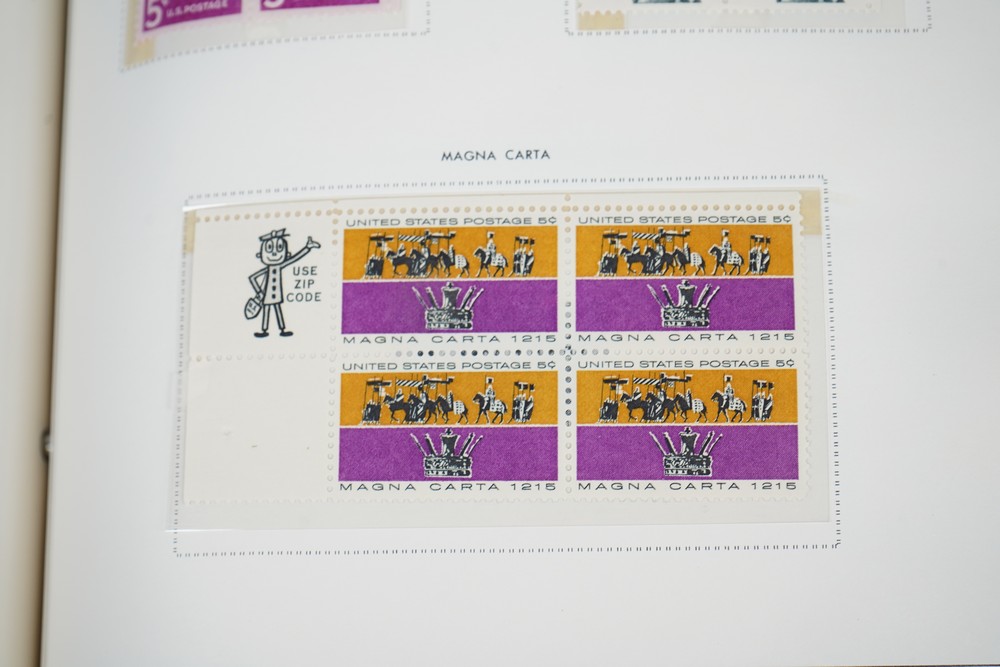 5¢ U.S. POSTAGE
MAGNA CARTA
USE
ZIP
CODE
UNITED STATES POSTAGE 5¢
MAGNA CARTA 1215
UNITED STATES POSTAGE 5¢
MAGNA CARTA 1215
UNITED STATES POSTAGE 5¢
MAGNA CARTA 1215
UNITED STATES POSTAGE 5¢
MAGNA CARTA 1215